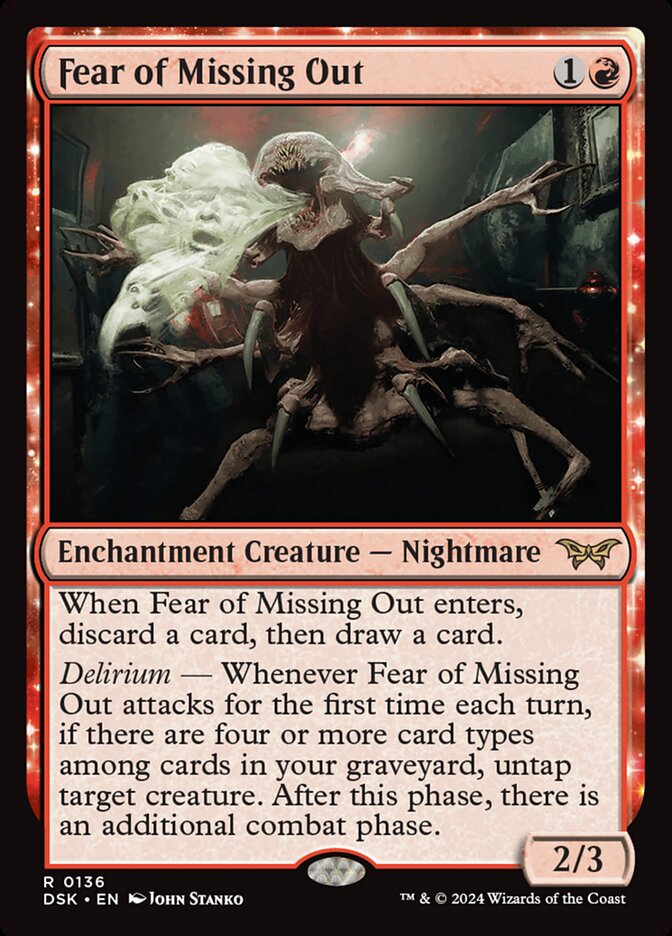 Fear of Missing Out 1
Enchantment Creature — Nightmare
When Fear of Missing Out enters,
discard a card, then draw a card.
Delirium — Whenever Fear of Missing
Out attacks for the first time each turn,
if there are four or more card types
among cards in your graveyard, untap
target creature. After this phase, there is
an additional combat phase.
2/3
R 0136
DSK • EN John Stanko ™ & © 2024 Wizards of the Coast